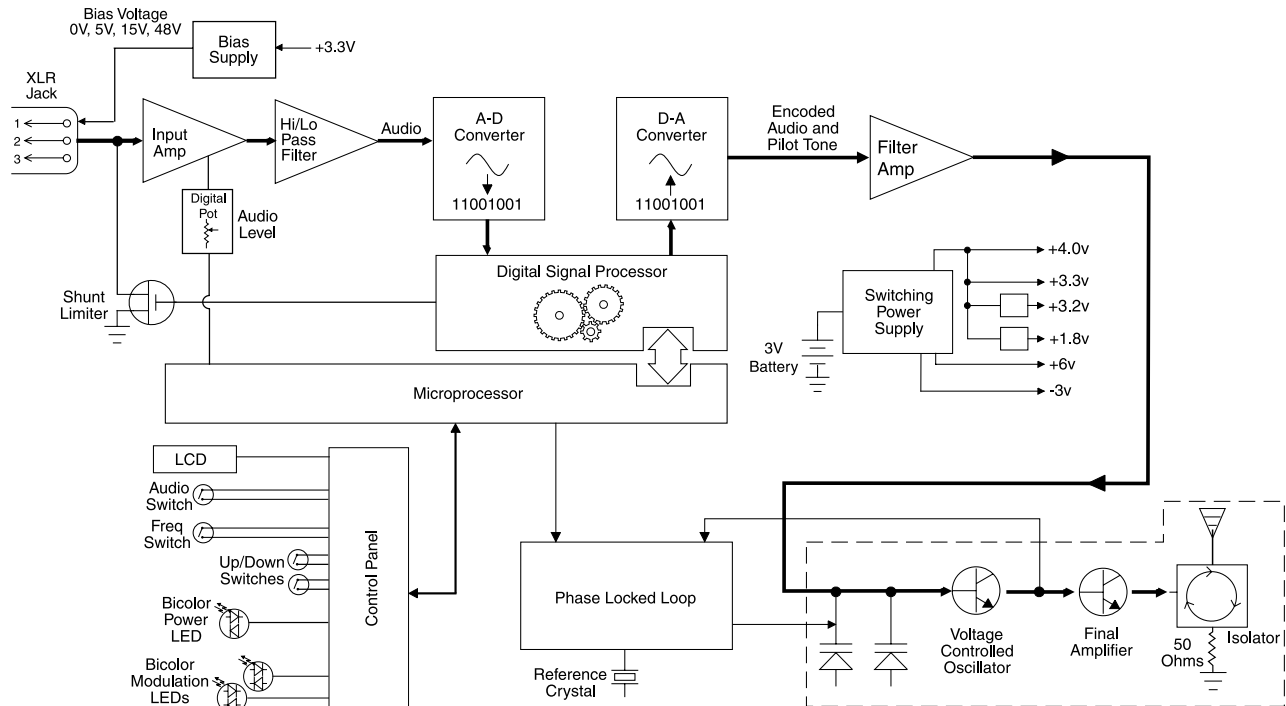 Bias Voltage
0V, 5V, 15V, 48V
Bias
Supply
+3.3V
XLR
Jack
1
2
3
Input
Amp
Hi/Lo
Pass
Filter
Audio
A-D
Converter
11001001
D-A
Converter
11001001
Encoded
Audio and
Pilot Tone
Filter
Amp
Digital
Pot
Audio
Level
Shunt
Limiter
Digital Signal Processor
Switching
Power
Supply
3V
Battery
+4.0v
+3.3v
+3.2v
+1.8v
+6v
-3v
Microprocessor
LCD
Audio
Switch
Freq
Switch
Up/Down
Switches
Bicolor
Power
LED
Bicolor
Modulation
LEDs
Control Panel
Phase Locked Loop
Reference
Crystal
Voltage
Controlled
Oscillator
Final
Amplifier
50
Ohms
Isolator